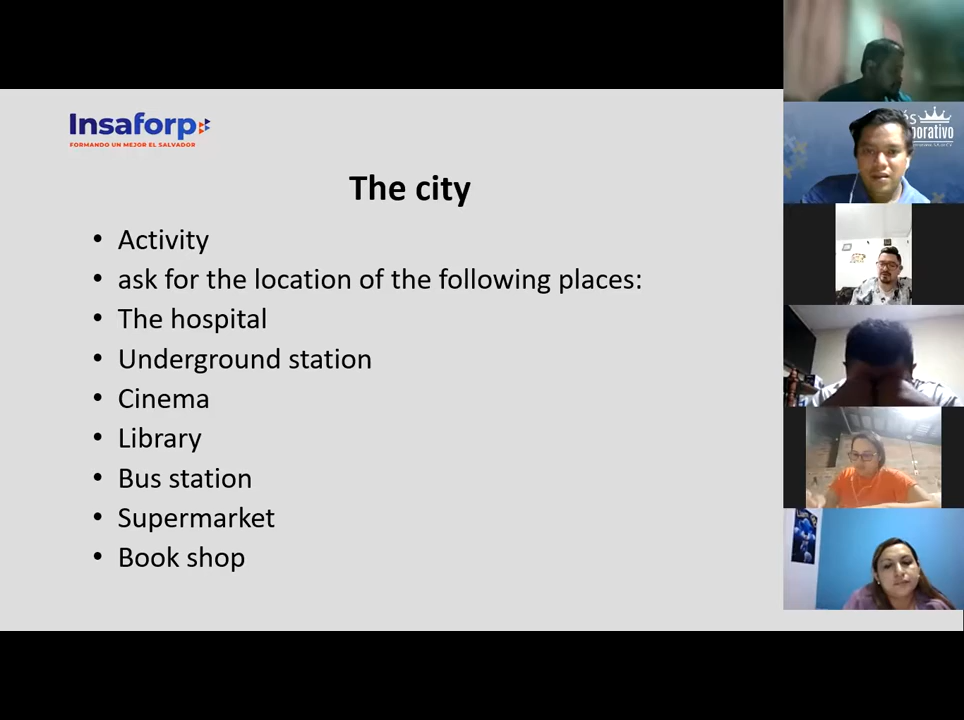 Insaforp
FORMANDO UN MEJOR EL SALVADOR
The city
• Activity
• ask for the location of the following places:
• The hospital
• Underground station
• Cinema
• Library
• Bus station
• Supermarket
• Book shop